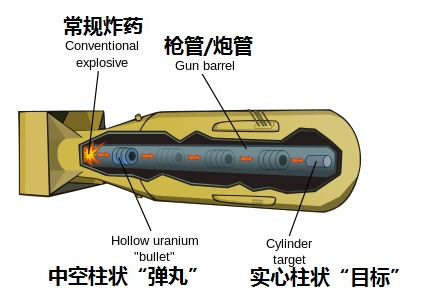 常规炸药
Conventional
explosive
枪管/炮管
Gun barrel
Hollow uranium
"bullet"
中空柱状“弹丸”
Cylinder
target
实心柱状“目标”